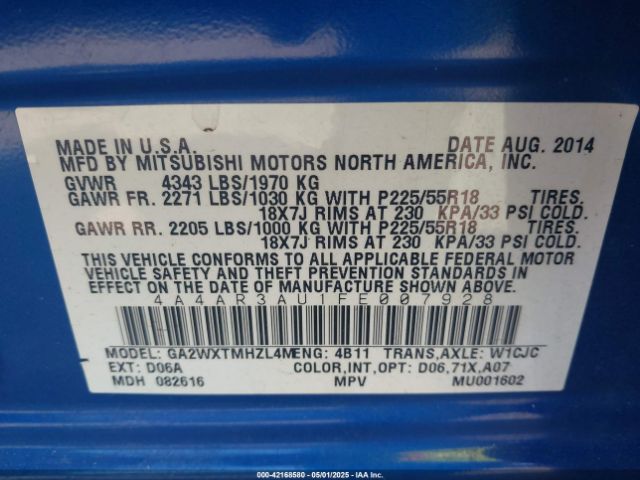 MADE IN U.S.A. DATE AUG. 2014
MFD BY MITSUBISHI MOTORS NORTH AMERICA, INC.
GVWR 4343 LBS/1970 KG
GAWR FR. 2271 LBS/1030 KG WITH P225/55R18 TIRES.
18X7J RIMS AT 230 KPA/33 PSI COLD.
GAWR RR. 2205 LBS/1000 KG WITH P225/55R18 TIRES.
18X7J RIMS AT 230 KPA/33 PSI COLD.
THIS VEHICLE CONFORMS TO ALL APPLICABLE FEDERAL MOTOR
VEHICLE SAFETY AND THEFT PREVENTION STANDARDS IN
EFFECT ON THE DATE OF MANUFACTURE SHOWN ABOVE.
4A4AR3AU1FE007928
MODEL: GA2WXTMHZL4M ENG: 4B11 TRANS,AXLE: W1CJC
EXT: D06A COLOR,INT,OPT: D06,71X,A07
MDH 082616 MPV MU001602
000-42168580 - 05/01/2025 - IAA Inc.